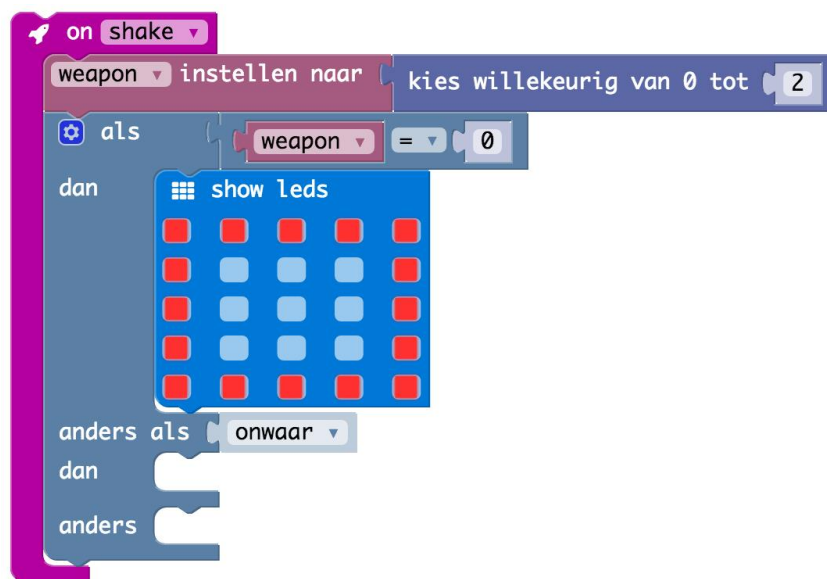 on shake
weapon instellen naar kies willekeurig van 0 tot 2
als weapon = 0
dan show leds
anders als onwaar
dan
anders